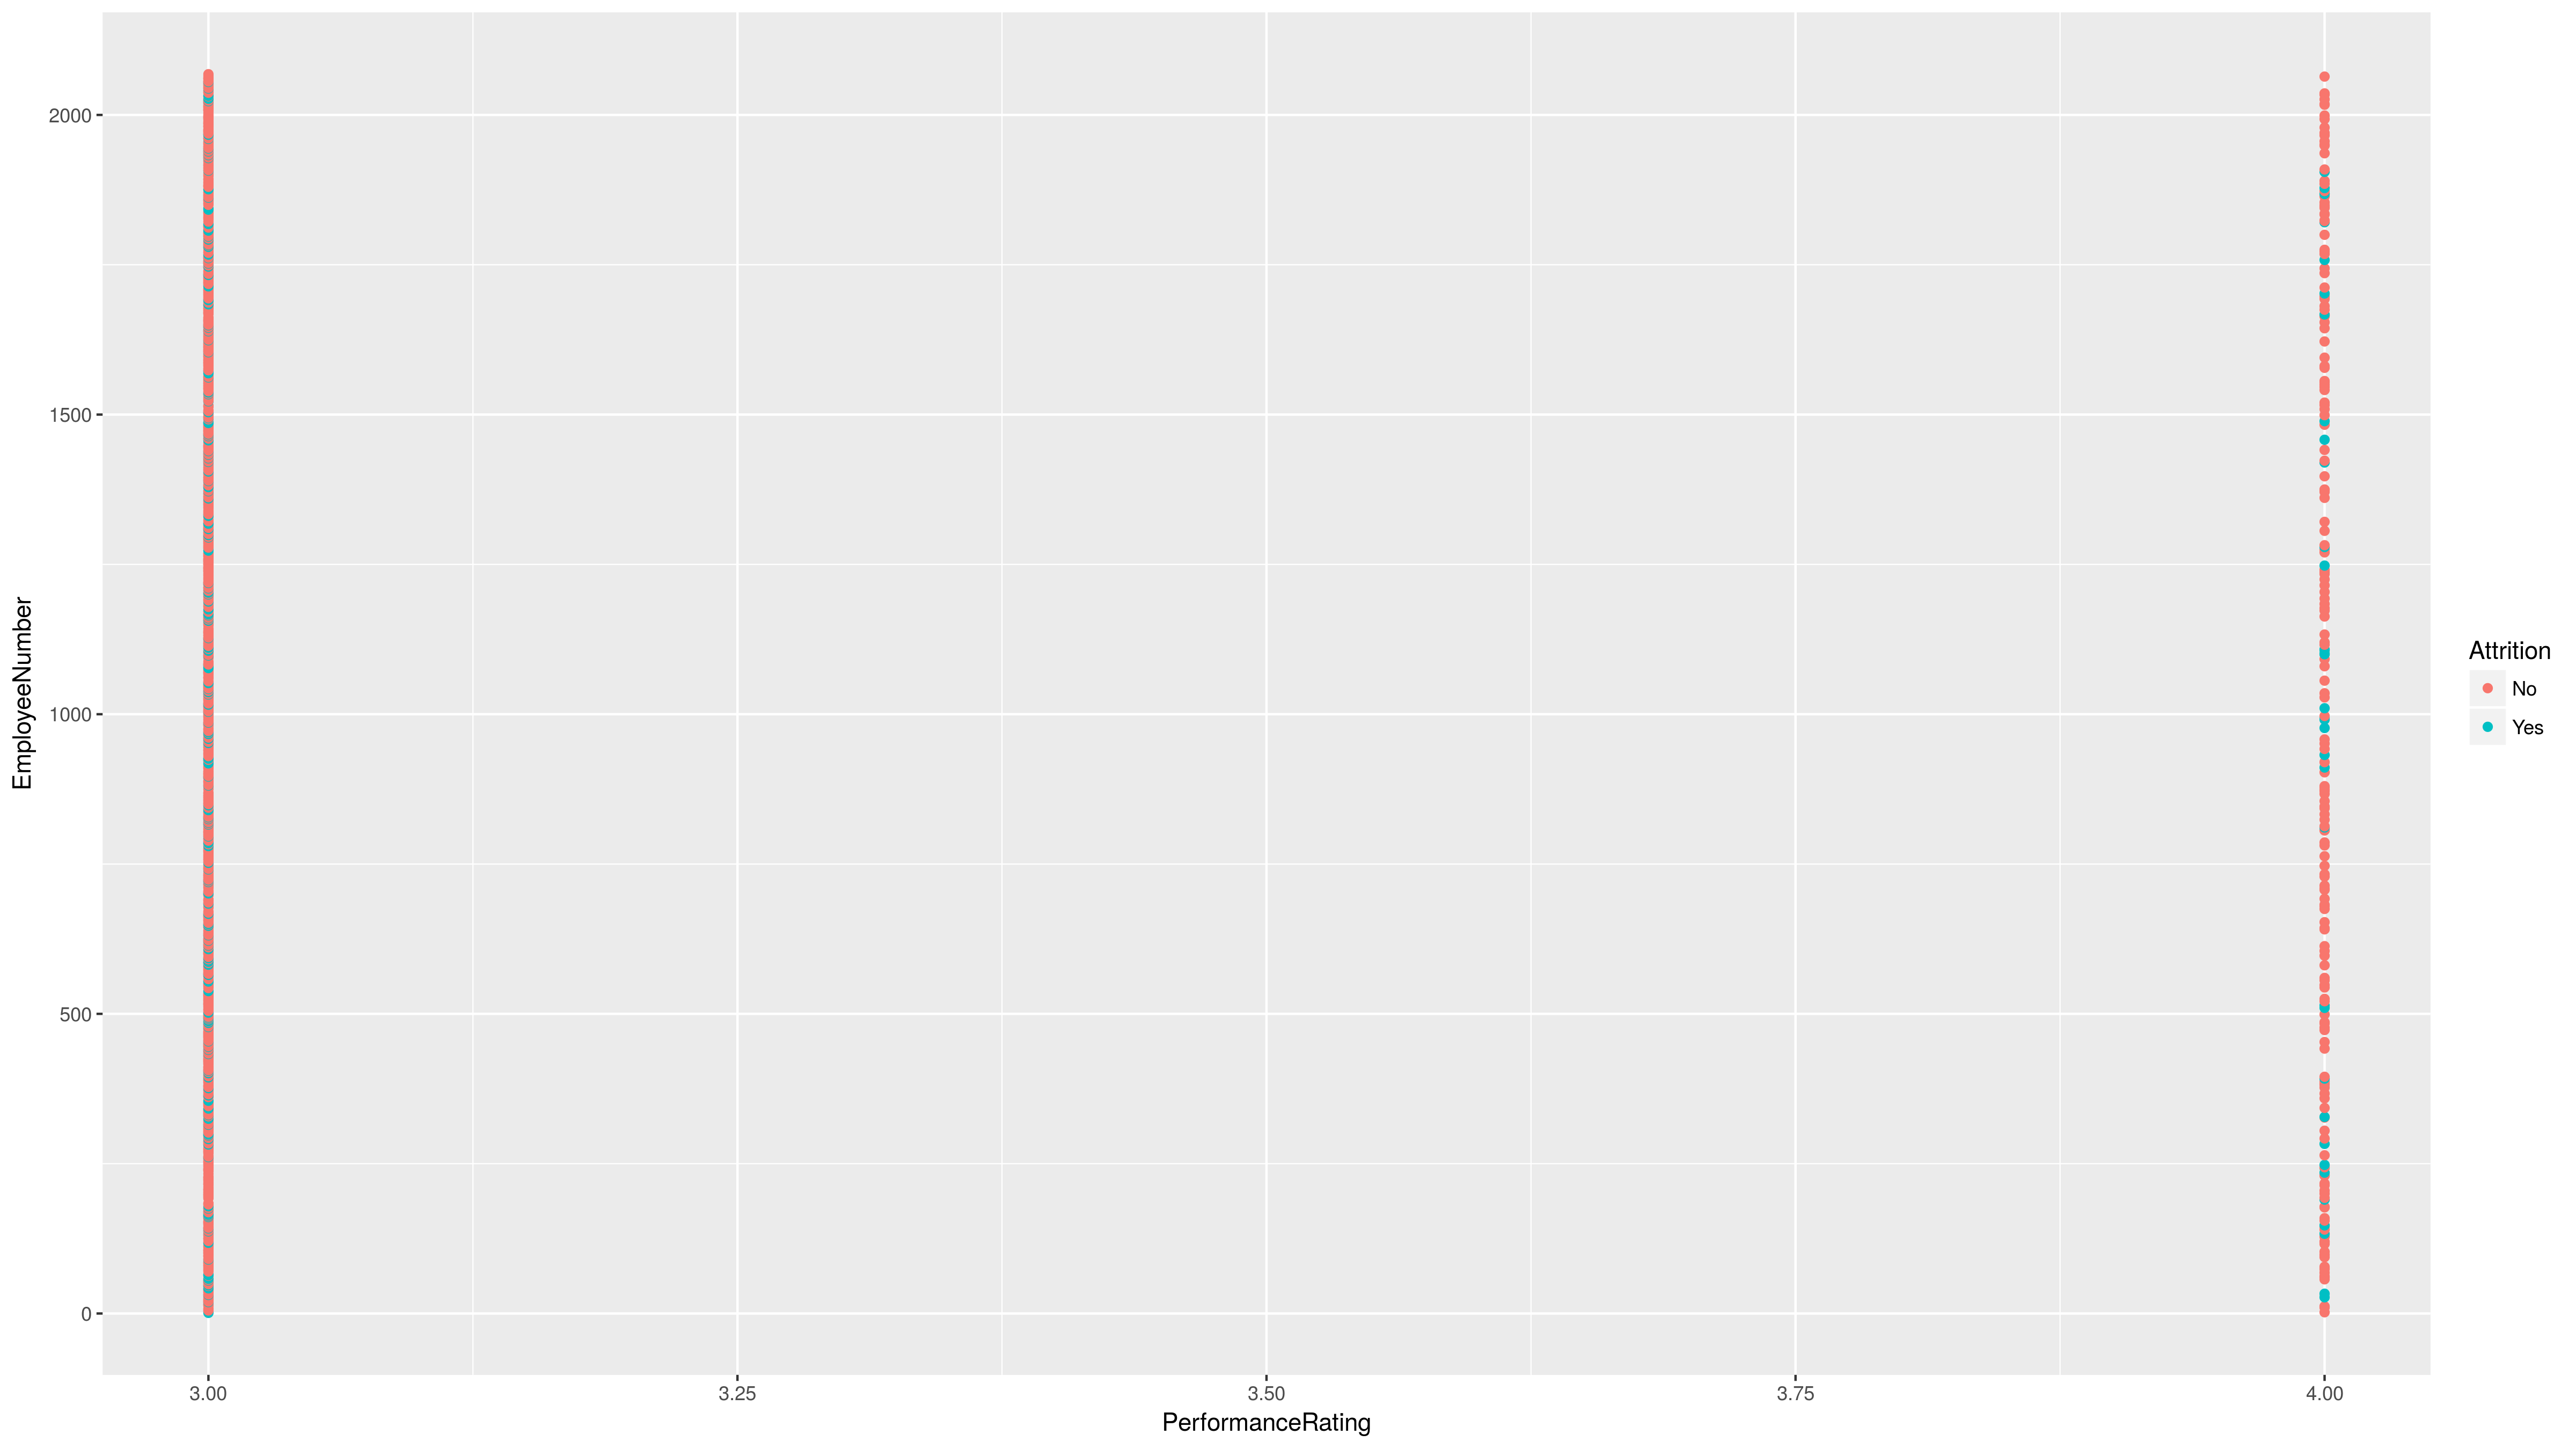 2000
1500
1000
500
0
EmployeeNumber
3.00 3.25 3.50 3.75 4.00
PerformanceRating
Attrition
No
Yes